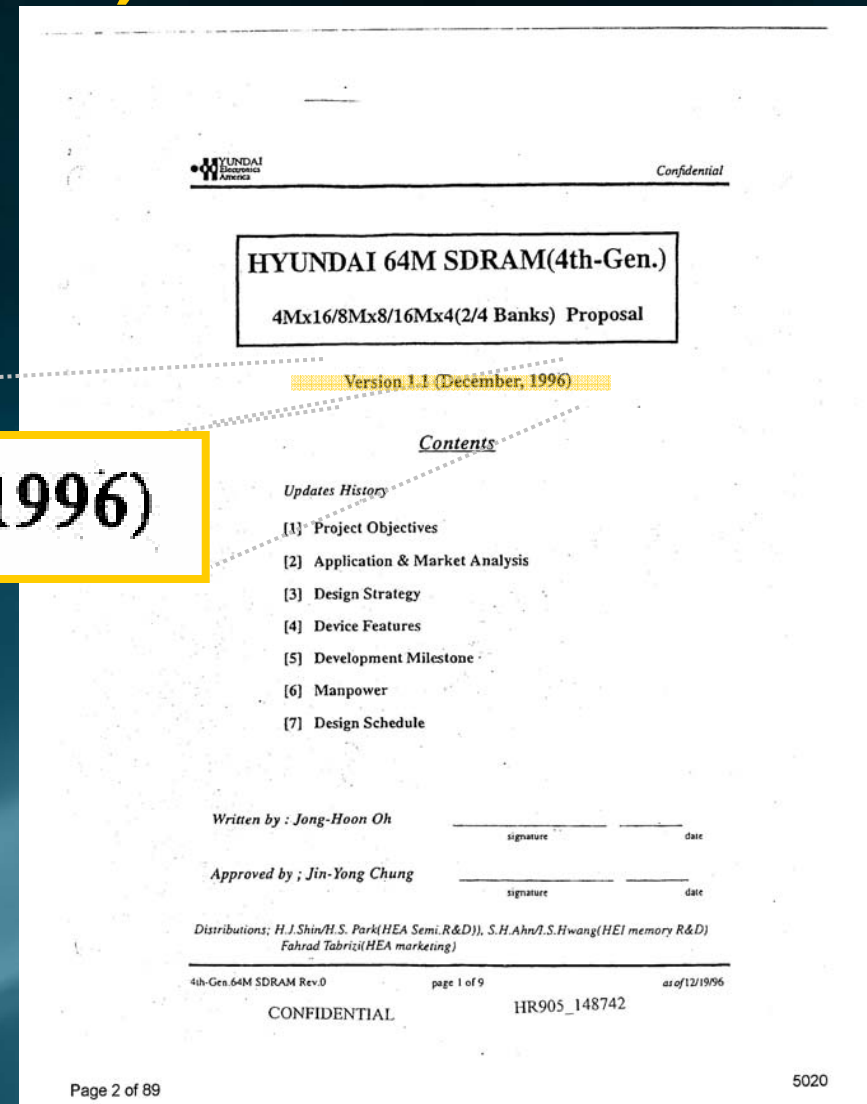 HYUNDAI
Electronics
America
Confidential
HYUNDAI 64M SDRAM(4th-Gen.)
4Mx16/8Mx8/16Mx4(2/4 Banks) Proposal
Version 1.1 (December, 1996)
1996)
Contents
Updates History
[1] Project Objectives
[2] Application & Market Analysis
[3] Design Strategy
[4] Device Features
[5] Development Milestone
[6] Manpower
[7] Design Schedule
Written by : Jong-Hoon Oh
signature date
Approved by ; Jin-Yong Chung
signature date
Distributions; H.J.Shin/H.S. Park(HEA Semi.R&D)), S.H.Ahn/I.S.Hwang(HEI memory R&D)
Fahrad Tabrizi(HEA marketing)
4th-Gen.64M SDRAM Rev.0 page 1 of 9 as of 12/19/96
CONFIDENTIAL HR905_148742
Page 2 of 89 5020